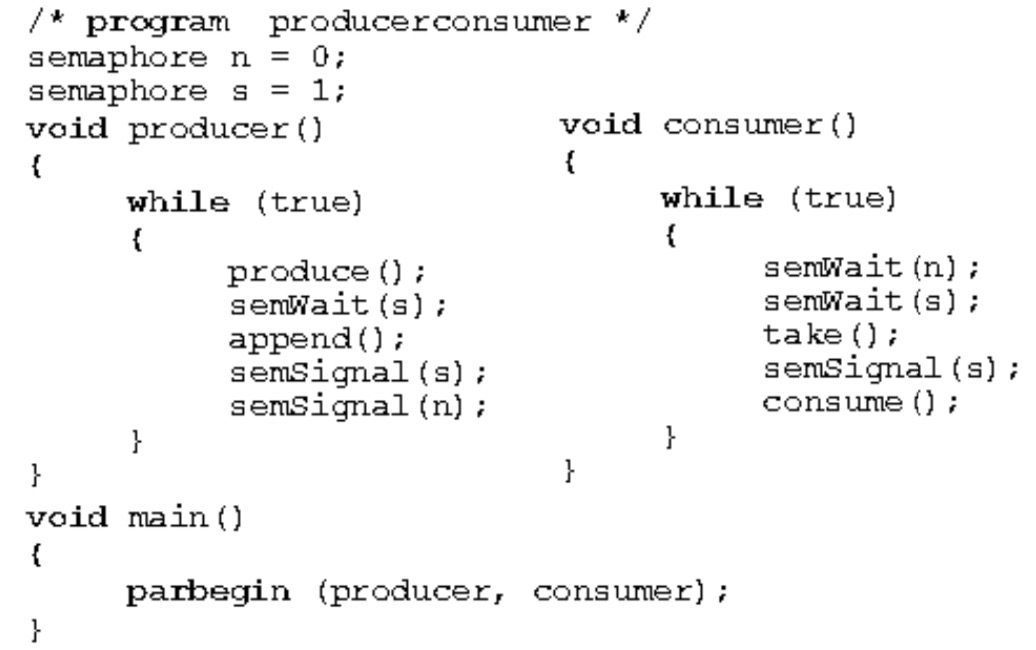 /* program producerconsumer */
semaphore n = 0;
semaphore s = 1;
void producer()
{
while (true)
{
produce();
semWait(s);
append();
semSignal(s);
semSignal(n);
}
}
void consumer()
{
while (true)
{
semWait(n);
semWait(s);
take();
semSignal(s);
consume();
}
}
void main()
{
parbegin (producer, consumer);
}